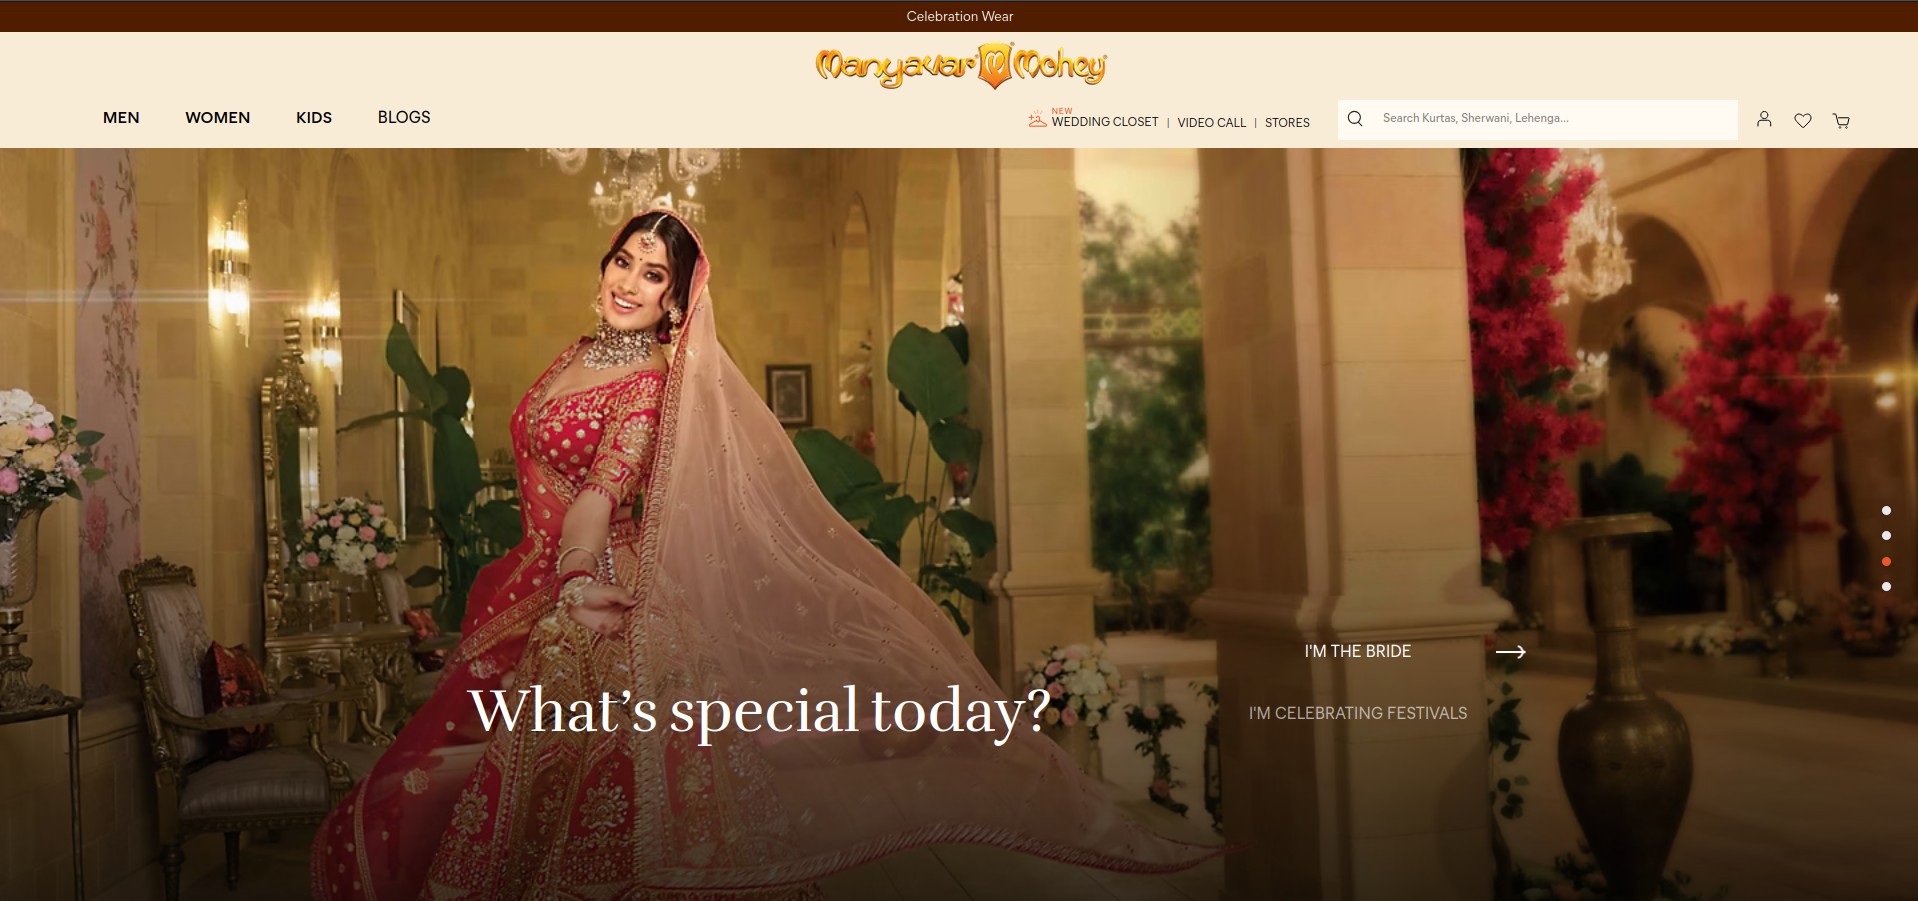 Celebration Wear
Manyavar Mohey
MEN WOMEN KIDS BLOGS
NEW
WEDDING CLOSET | VIDEO CALL | STORES
Search Kurtas, Sherwani, Lehenga...
I'M THE BRIDE
What's special today?
I'M CELEBRATING FESTIVALS